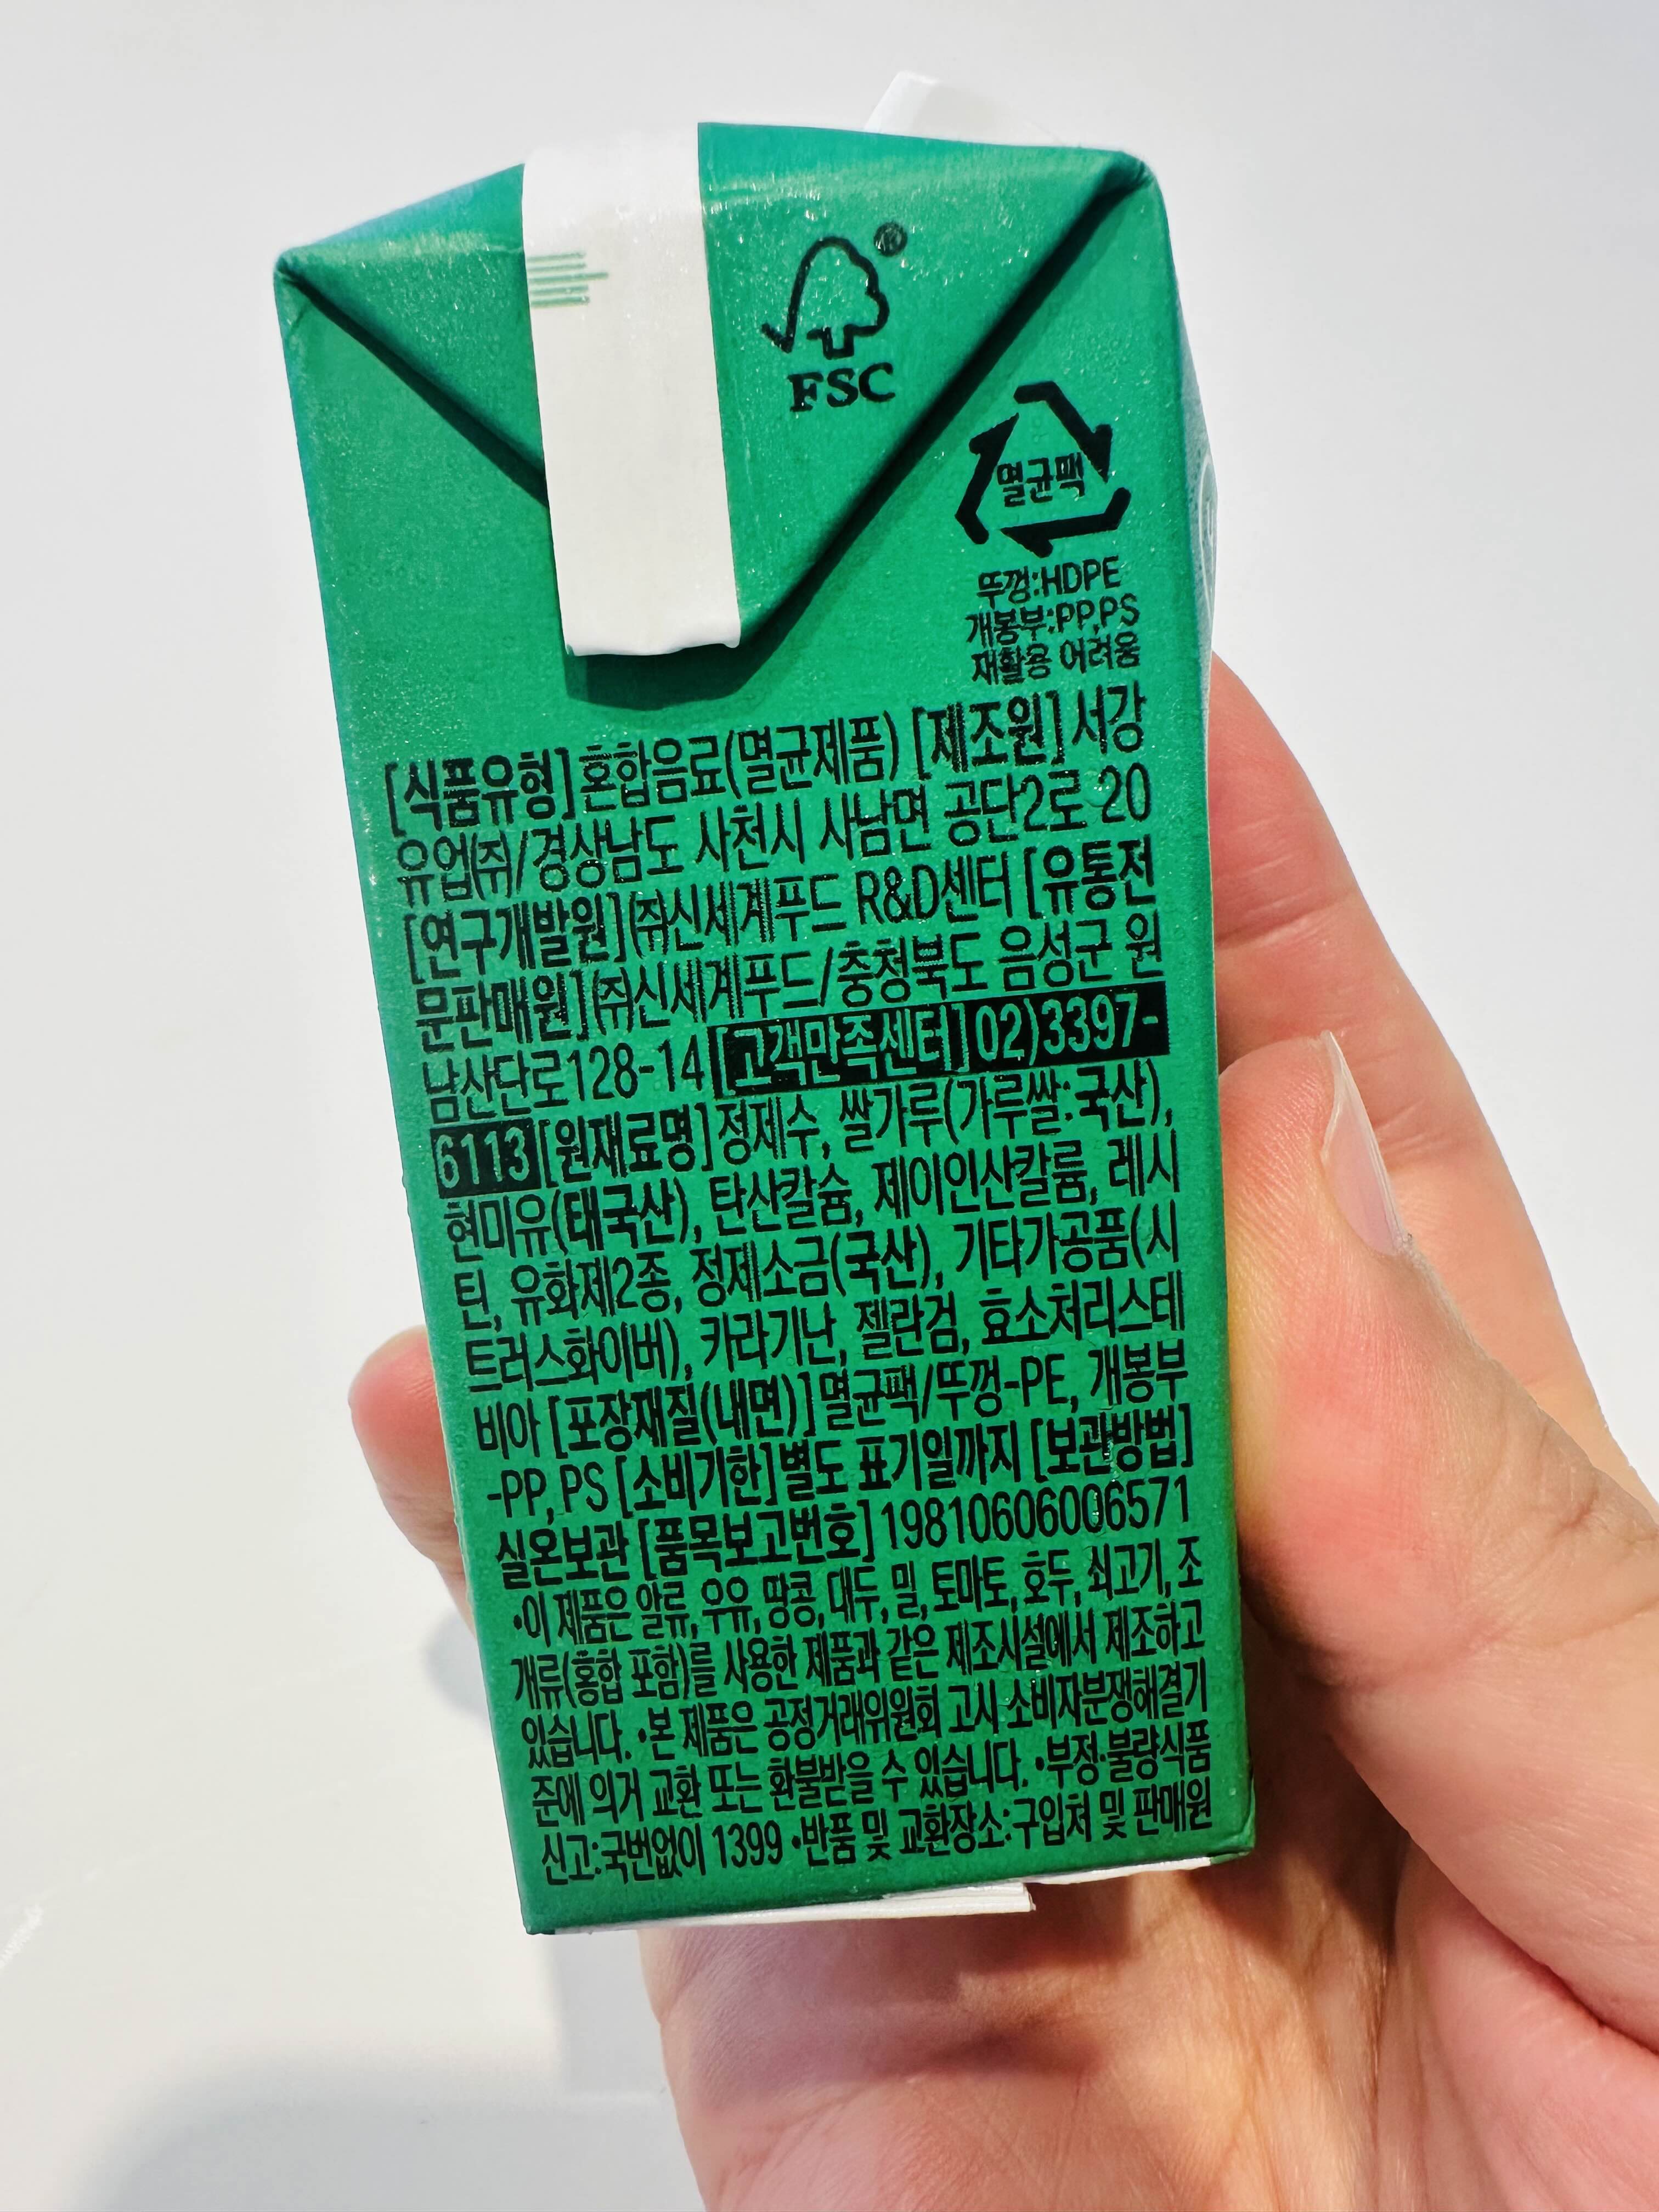 ®
FSC
멸균팩
뚜껑:HDPE
개봉부:PP,PS
재활용 어려움
[식품유형]혼합음료(멸균제품) [제조원]서강
유업㈜/경상남도 사천시 사남면 공단2로 20
[연구개발원]㈜신세계푸드 R&D센터 [유통전
문판매원]㈜신세계푸드/충청북도 음성군 원
남산단로128-14[고객만족센터]02)3397-
6113[원재료명]정제수, 쌀가루(가루쌀:국산),
현미유(태국산), 탄산칼슘, 제이인산칼륨, 레시
틴, 유화제2종, 정제소금(국산), 기타가공품(시
트러스화이버), 카라기난, 젤란검, 효소처리스테
비아 [포장재질(내면)]멸균팩/뚜껑-PE, 개봉부
-PP,PS [소비기한]별도 표기일까지 [보관방법]
실온보관 [품목보고번호]19810606006571
•이 제품은 알류, 우유, 땅콩, 대두, 밀, 토마토, 호두, 쇠고기, 조
개류(홍합 포함)를 사용한 제품과 같은 제조시설에서 제조하고
있습니다. •본 제품은 공정거래위원회 고시 소비자분쟁해결기
준에 의거 교환 또는 환불받을 수 있습니다. •부정·불량식품
신고:국번없이 1399 •반품 및 교환장소:구입처 및 판매원